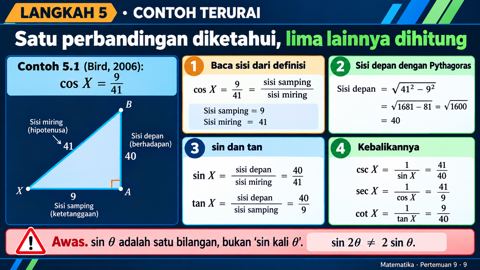 LANGKAH 5 • CONTOH TERURAI
Satu perbandingan diketahui, lima lainnya dihitung
Contoh 5.1 (Bird, 2006):
cos X = 9/41
B
Sisi miring
(hipotenusa)
41
Sisi depan
(berhadapan)
40
X
9
A
Sisi samping
(ketetanggaan)
1 Baca sisi dari definisi
cos X = 9/41 = sisi samping/sisi miring
Sisi samping = 9
Sisi miring = 41
2 Sisi depan dengan Pythagoras
Sisi depan = √(41² − 9²)
= √(1681 − 81) = √1600
= 40
3 sin dan tan
sin X = sisi depan/sisi miring = 40/41
tan X = sisi depan/sisi samping = 40/9
4 Kebalikannya
csc X = 1/sin X = 41/40
sec X = 1/cos X = 41/9
cot X = 1/tan X = 9/40
Awas. sin θ adalah satu bilangan, bukan 'sin kali θ'. sin 2θ ≠ 2 sin θ.
Matematika · Pertemuan 9 · 9